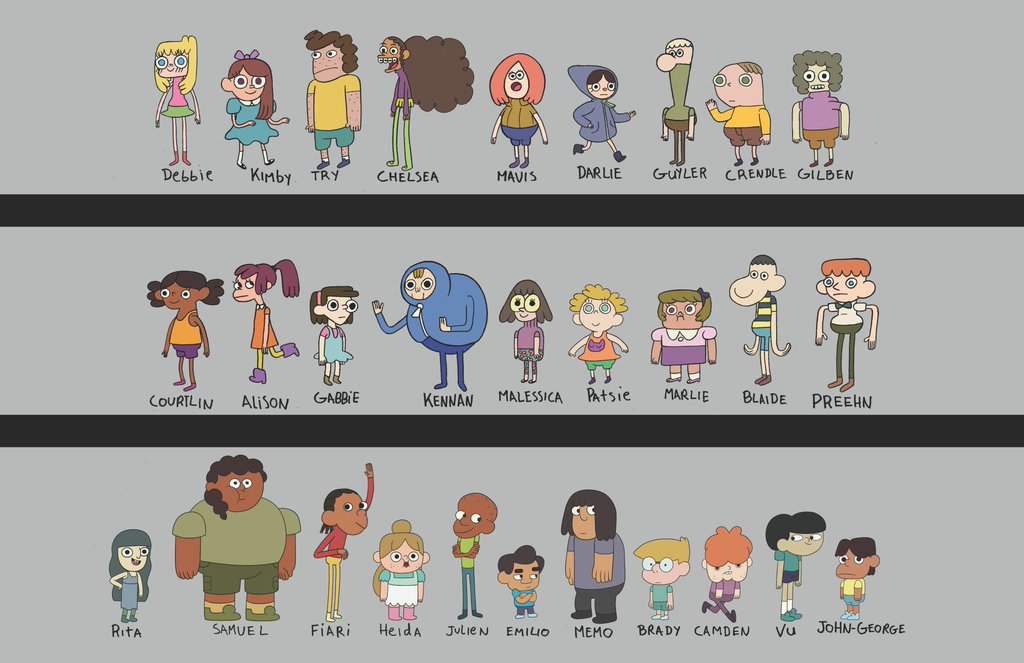 Debbie Kimby TRY CHELSEA MAVIS DARLIE GUYLER CRENDLE GILBEN
COURTLIN ALiSON GABBiE KENNAN MALESSICA PAtSie MARLIE BLAIDE PREEHN
RitA SAMUEL FiARi HeidA JULIEN EMILIO MEMO BRADY CAMDEN VU JOHN-GEORGE